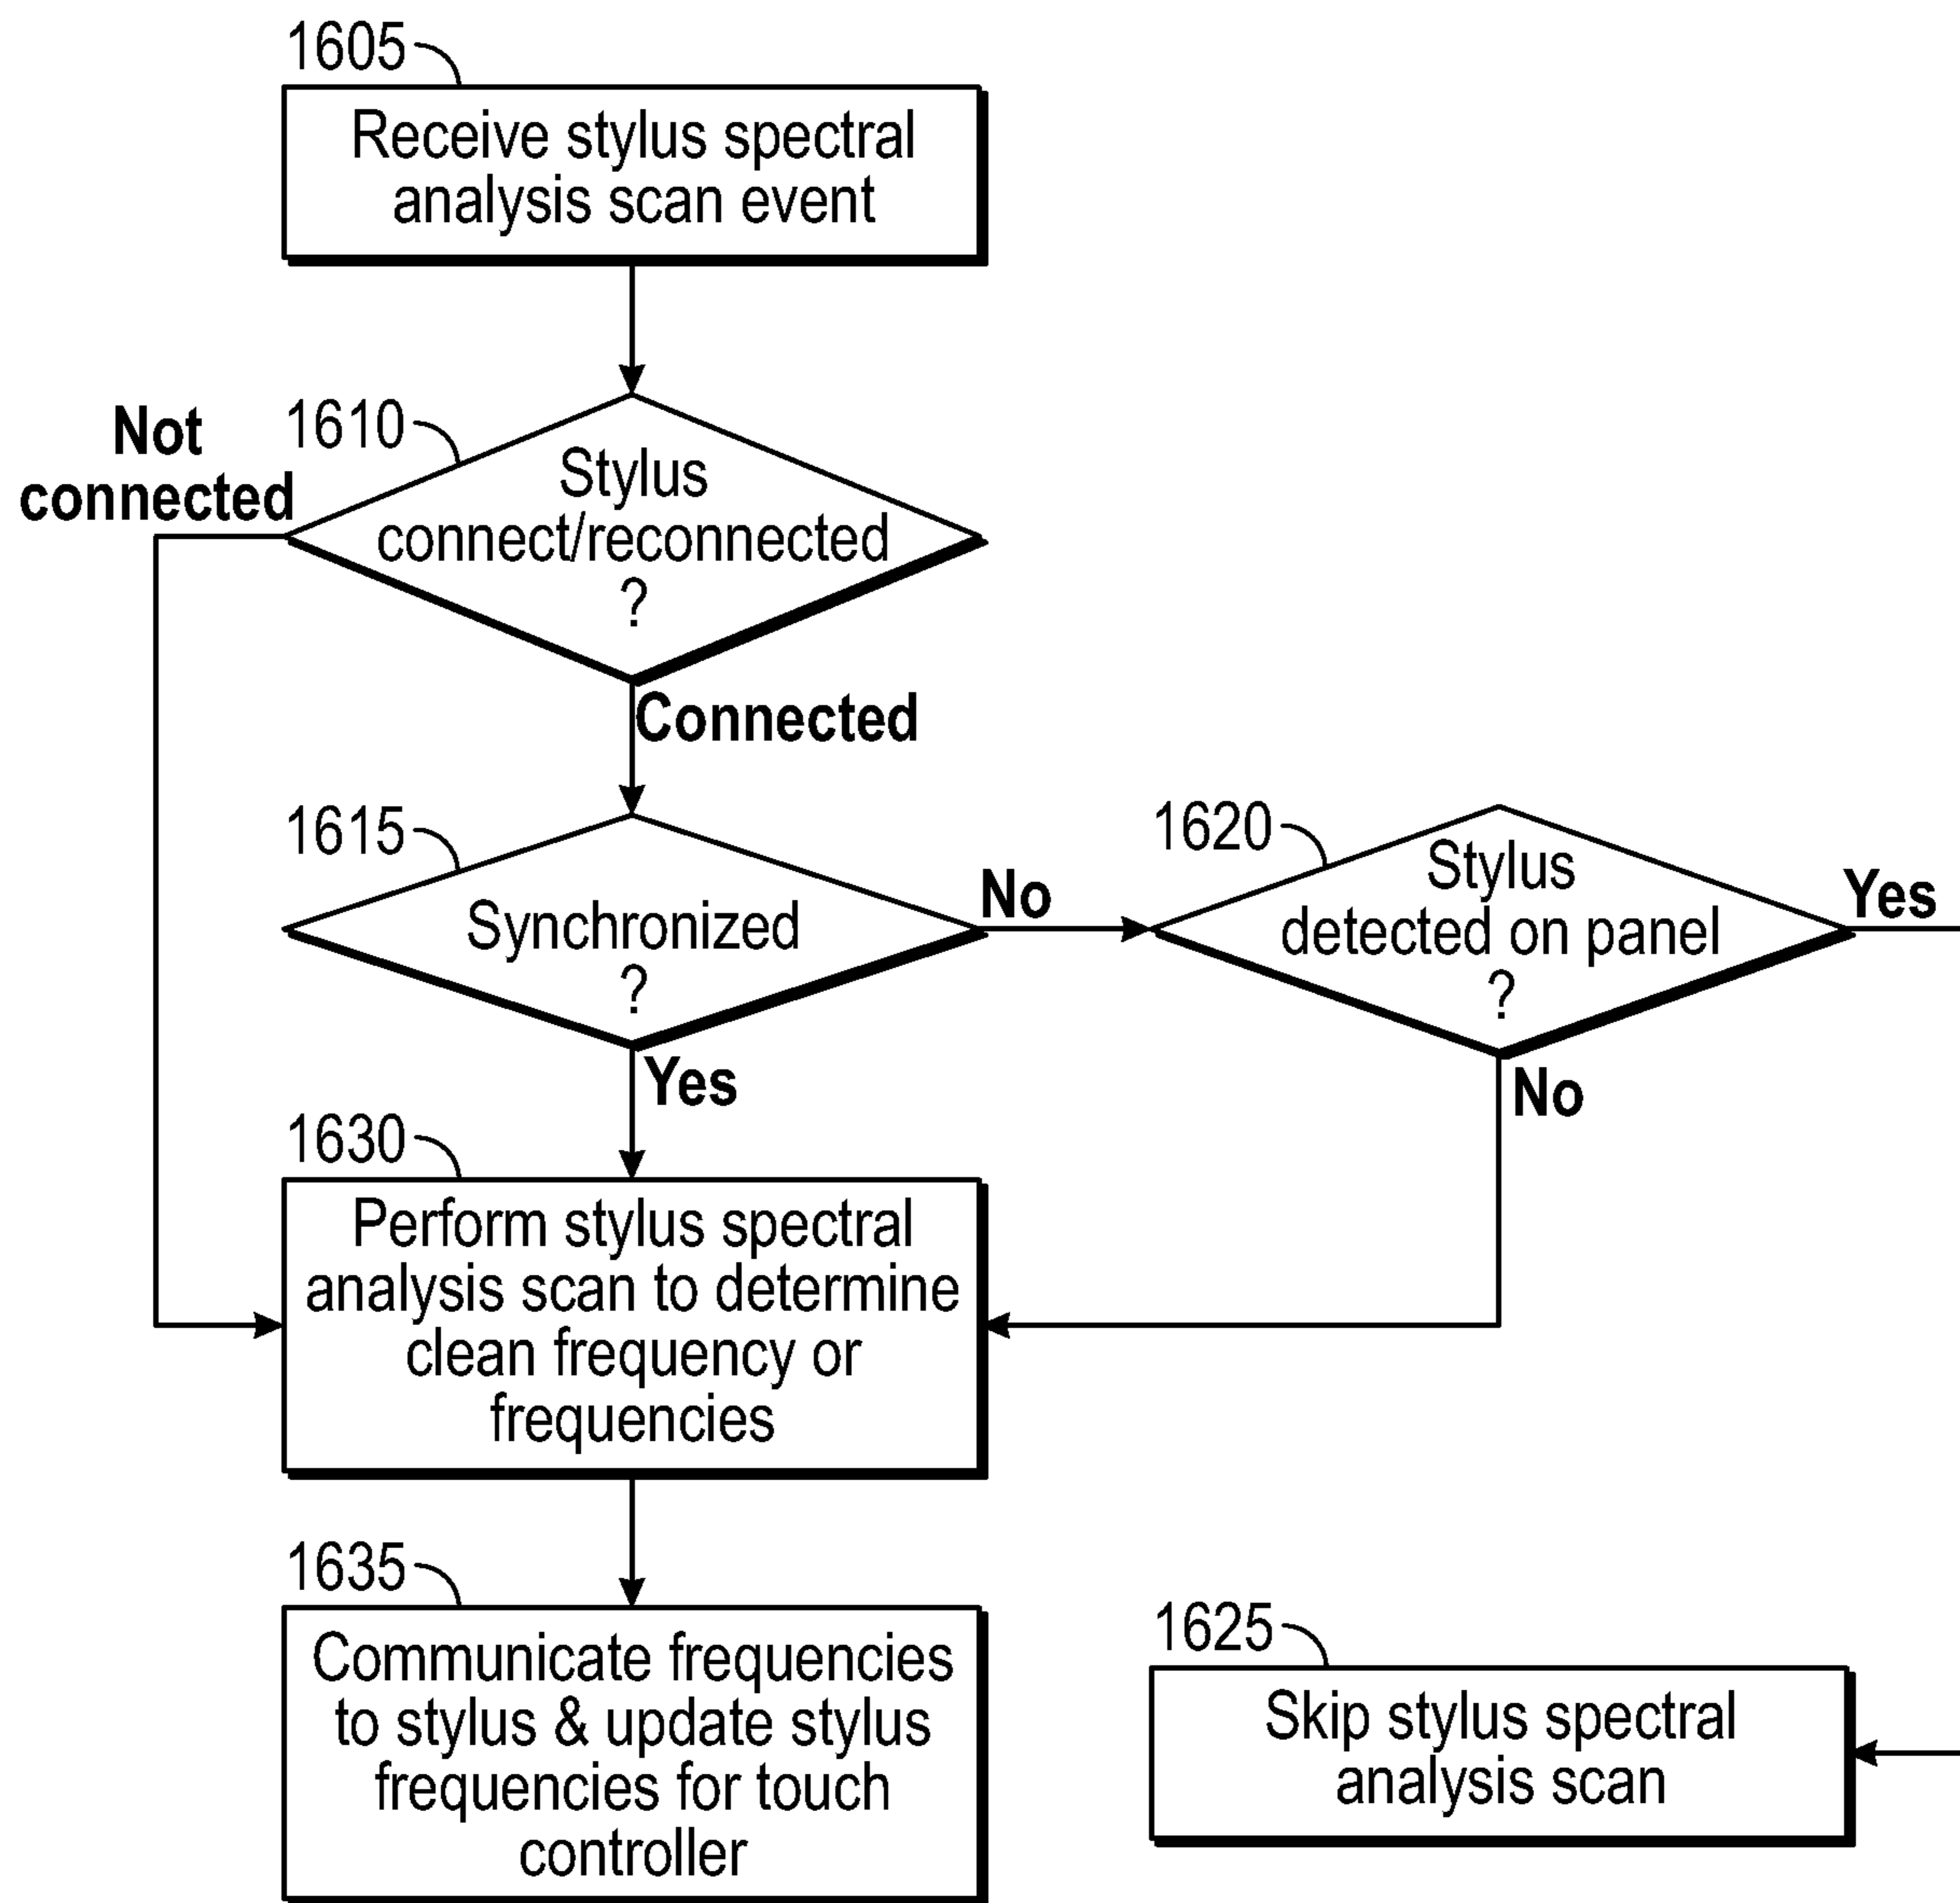 1605
Receive stylus spectral
analysis scan event
Not
connected
1610
Stylus
connect/reconnected
?
Connected
1615
Synchronized
?
No
1620
Stylus
detected on panel
?
Yes
Yes
No
1630
Perform stylus spectral
analysis scan to determine
clean frequency or
frequencies
1635
Communicate frequencies
to stylus & update stylus
frequencies for touch
controller
1625
Skip stylus spectral
analysis scan